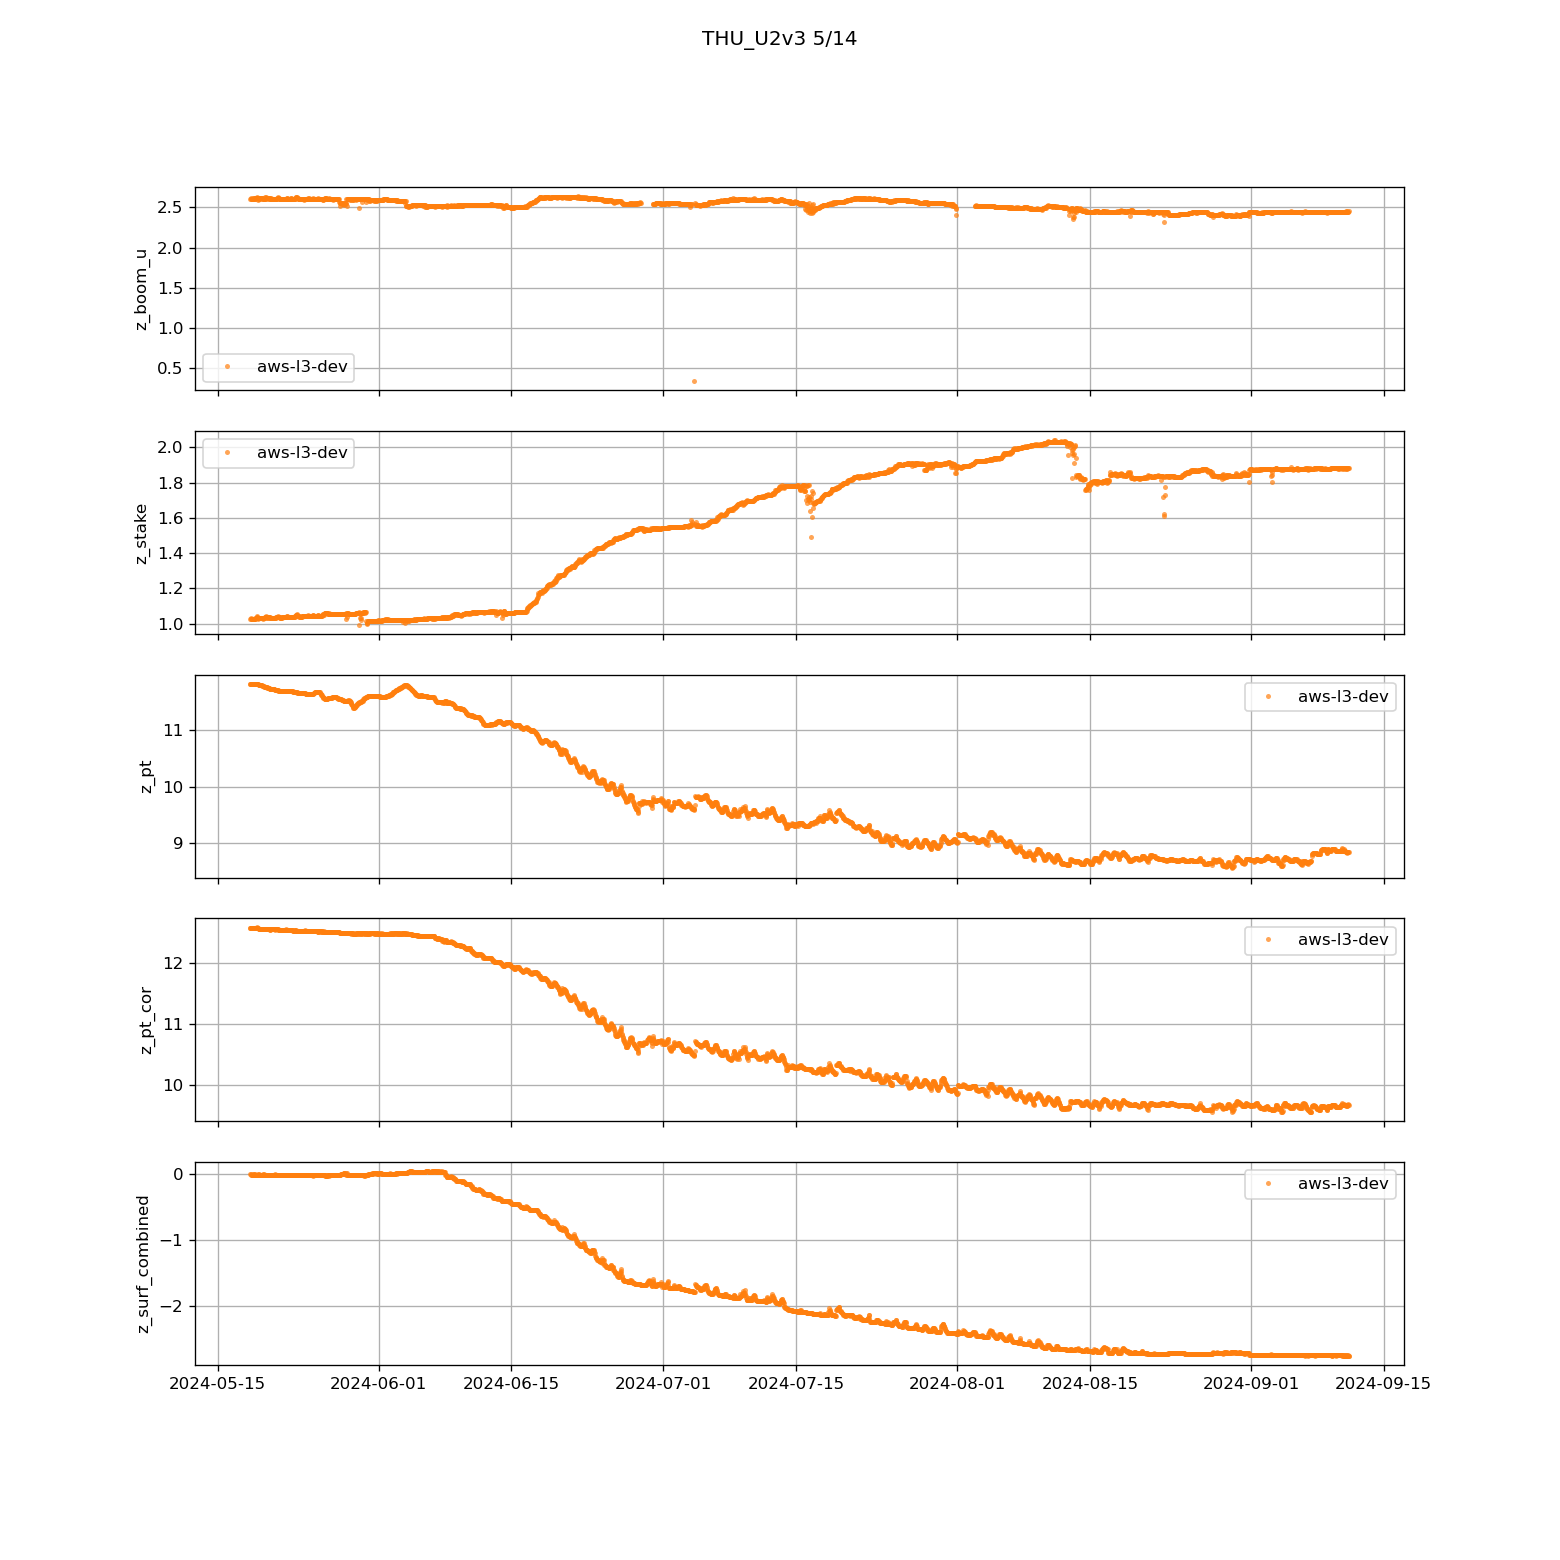 THU_U2v3 5/14
z_boom_u
2.5
2.0
1.5
1.0
0.5
aws-l3-dev
z_stake
2.0
1.8
1.6
1.4
1.2
1.0
aws-l3-dev
z_pt
11
10
9
aws-l3-dev
z_pt_cor
12
11
10
aws-l3-dev
z_surf_combined
0
−1
−2
aws-l3-dev
2024-05-15 2024-06-01 2024-06-15 2024-07-01 2024-07-15 2024-08-01 2024-08-15 2024-09-01 2024-09-15